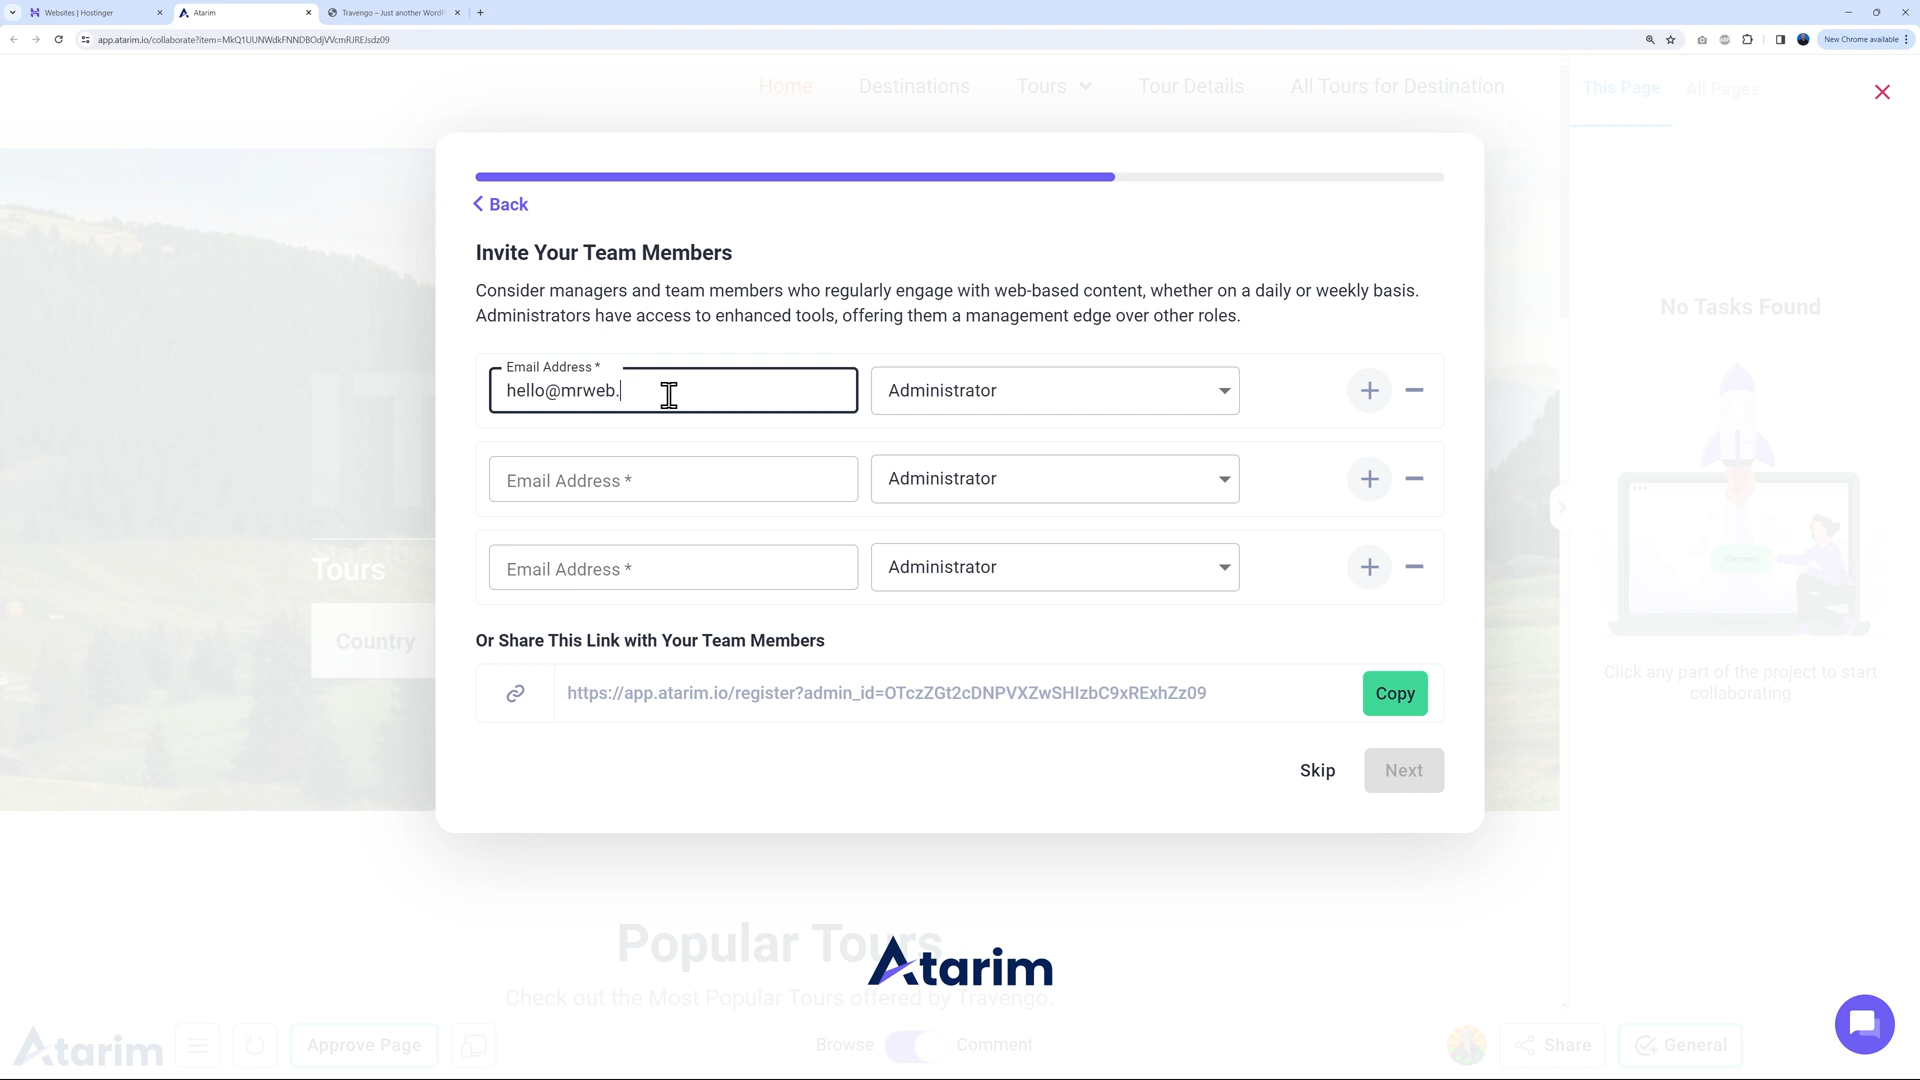 Websites | Hostinger
Atarim
Travengo – Just another Word
app.atarim.io/collaborate?item=MkQ1UUNWdkFNNDBOdjVVcmRJREJsdz09
New Chrome available
Home
Destinations
Tours
Tour Details
All Tours for Destination
This Page
All Pages
Back
Invite Your Team Members
Consider managers and team members who regularly engage with web-based content, whether on a daily or weekly basis.
Administrators have access to enhanced tools, offering them a management edge over other roles.
Email Address *
hello@mrweb.
Administrator
Email Address *
Administrator
Email Address *
Administrator
Or Share This Link with Your Team Members
https://app.atarim.io/register?admin_id=OTczZGt2cDNPVXZwSHIzbC9xRExhZz09
Copy
Skip
Next
No Tasks Found
Click any part of the project to start
collaborating
Tours
Country
Popular Tours
Atarim
Check out the Most Popular Tours offered by Travengo.
Atarim
Approve Page
Browse
Comment
Share
General